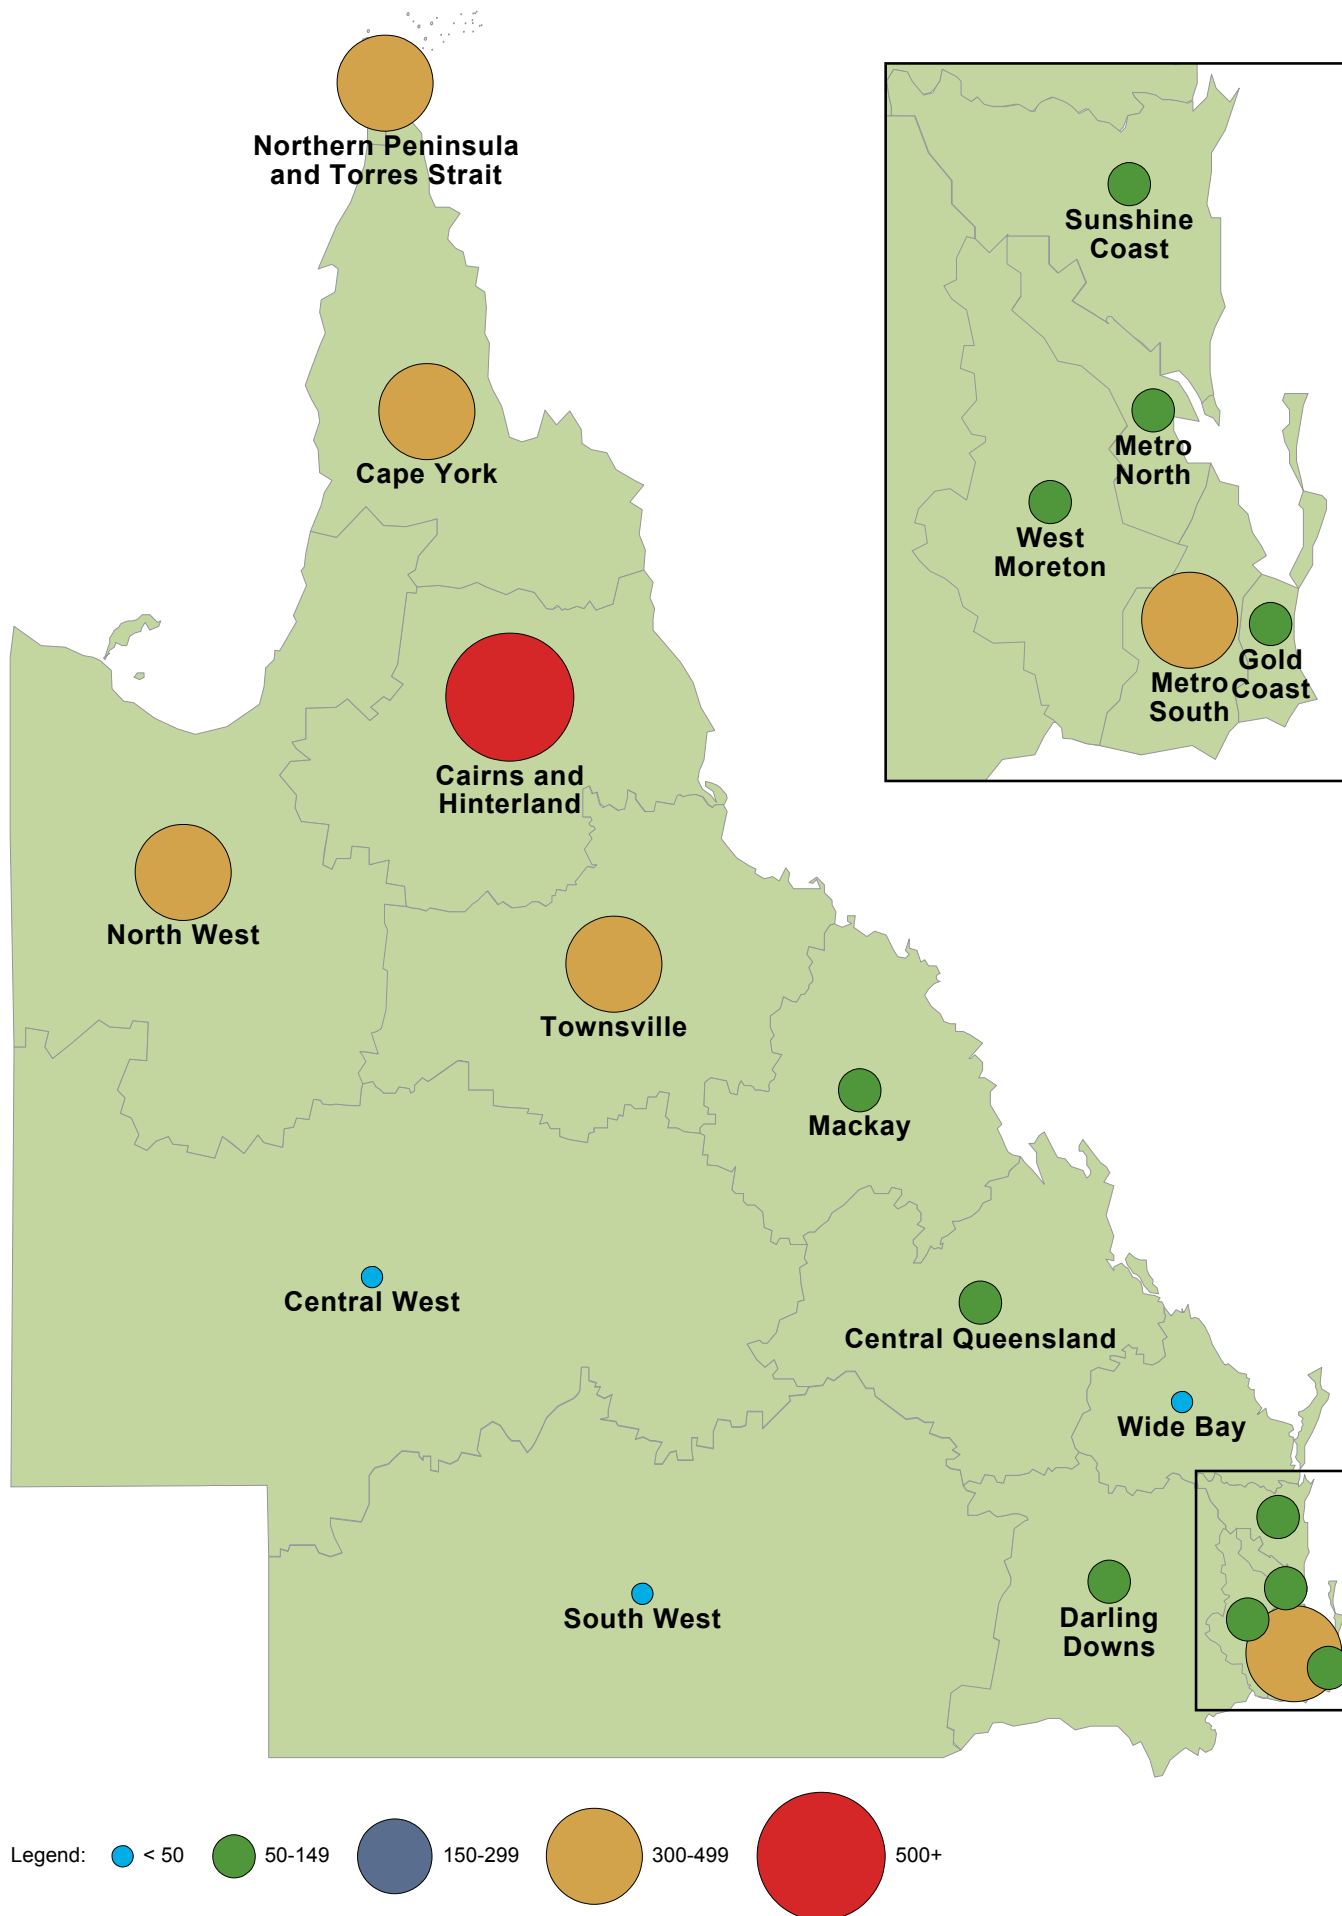 Northern Peninsula
and Torres Strait
Sunshine
Coast
Metro
North
Cape York
West
Moreton
Gold
Coast
Metro
South
Cairns and
Hinterland
North West
Townsville
Mackay
Central West
Central Queensland
Wide Bay
South West
Darling
Downs
Legend: < 50 50-149 150-299 300-499 500+